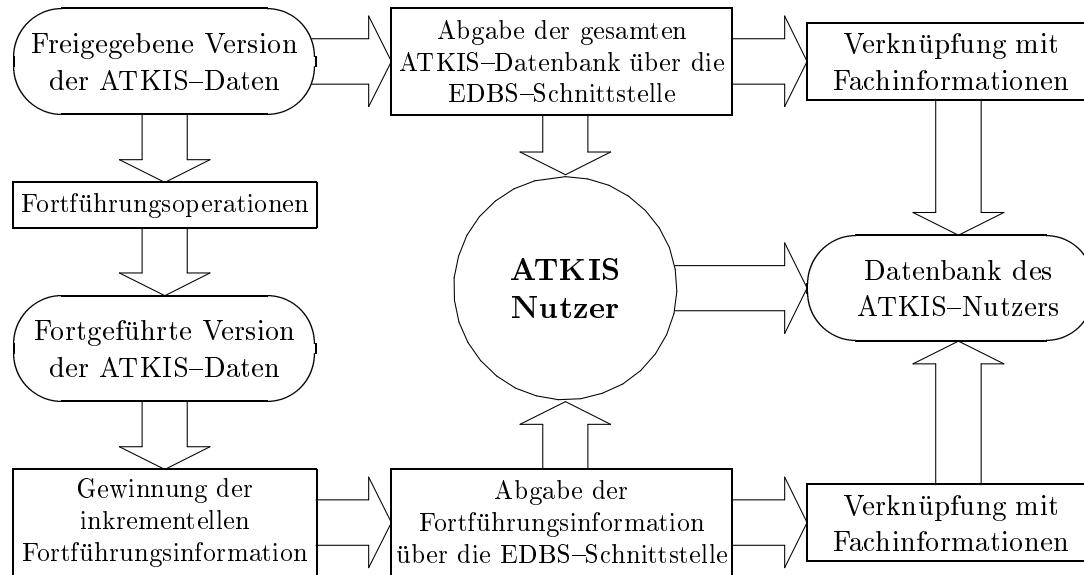 Freigegebene Version
der ATKIS–Daten
Abgabe der gesamten
ATKIS–Datenbank über die
EDBS–Schnittstelle
Verknüpfung mit
Fachinformationen
Fortführungsoperationen
ATKIS
Nutzer
Datenbank des
ATKIS–Nutzers
Fortgeführte Version
der ATKIS–Daten
Gewinnung der
inkrementellen
Fortführungsinformation
Abgabe der
Fortführungsinformation
über die EDBS–Schnittstelle
Verknüpfung mit
Fachinformationen